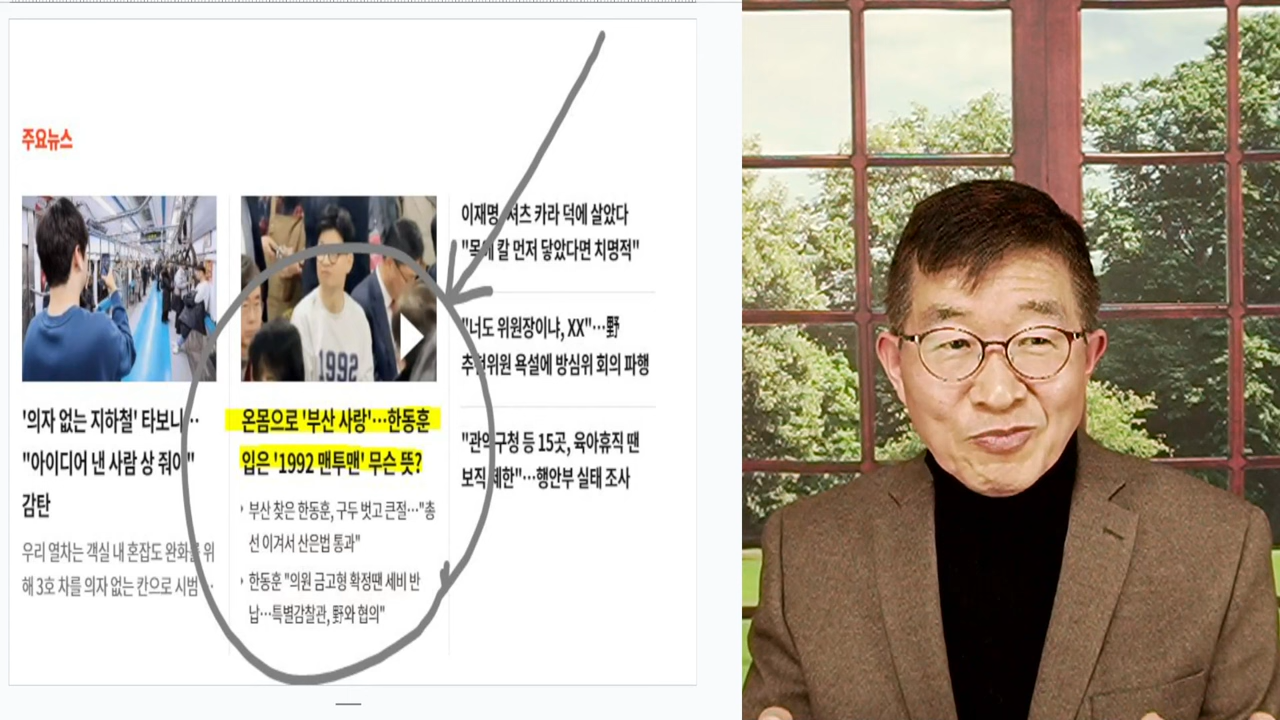 주요뉴스
1992
'의자 없는 지하철' 타보니…
"아이디어 낸 사람 상 줘야"
감탄
우리 열차는 객실 내 혼잡도 완화를 위
해 3호 차를 의자 없는 칸으로 시범…
온몸으로 '부산 사랑'…한동훈
입은 '1992 맨투맨' 무슨 뜻?
부산 찾은 한동훈, 구두 벗고 큰절…"총
선 이겨서 산은법 통과"
한동훈 "의원 금고형 확정땐 세비 반
납…특별감찰관, 野와 협의"
이재명, 셔츠 카라 덕에 살았다
"목에 칼 먼저 닿았다면 치명적"
"너도 위원장이냐, XX"…野
추천위원 욕설에 방심위 회의 파행
"관악구청 등 15곳, 육아휴직 땐
보직 제한"…행안부 실태 조사